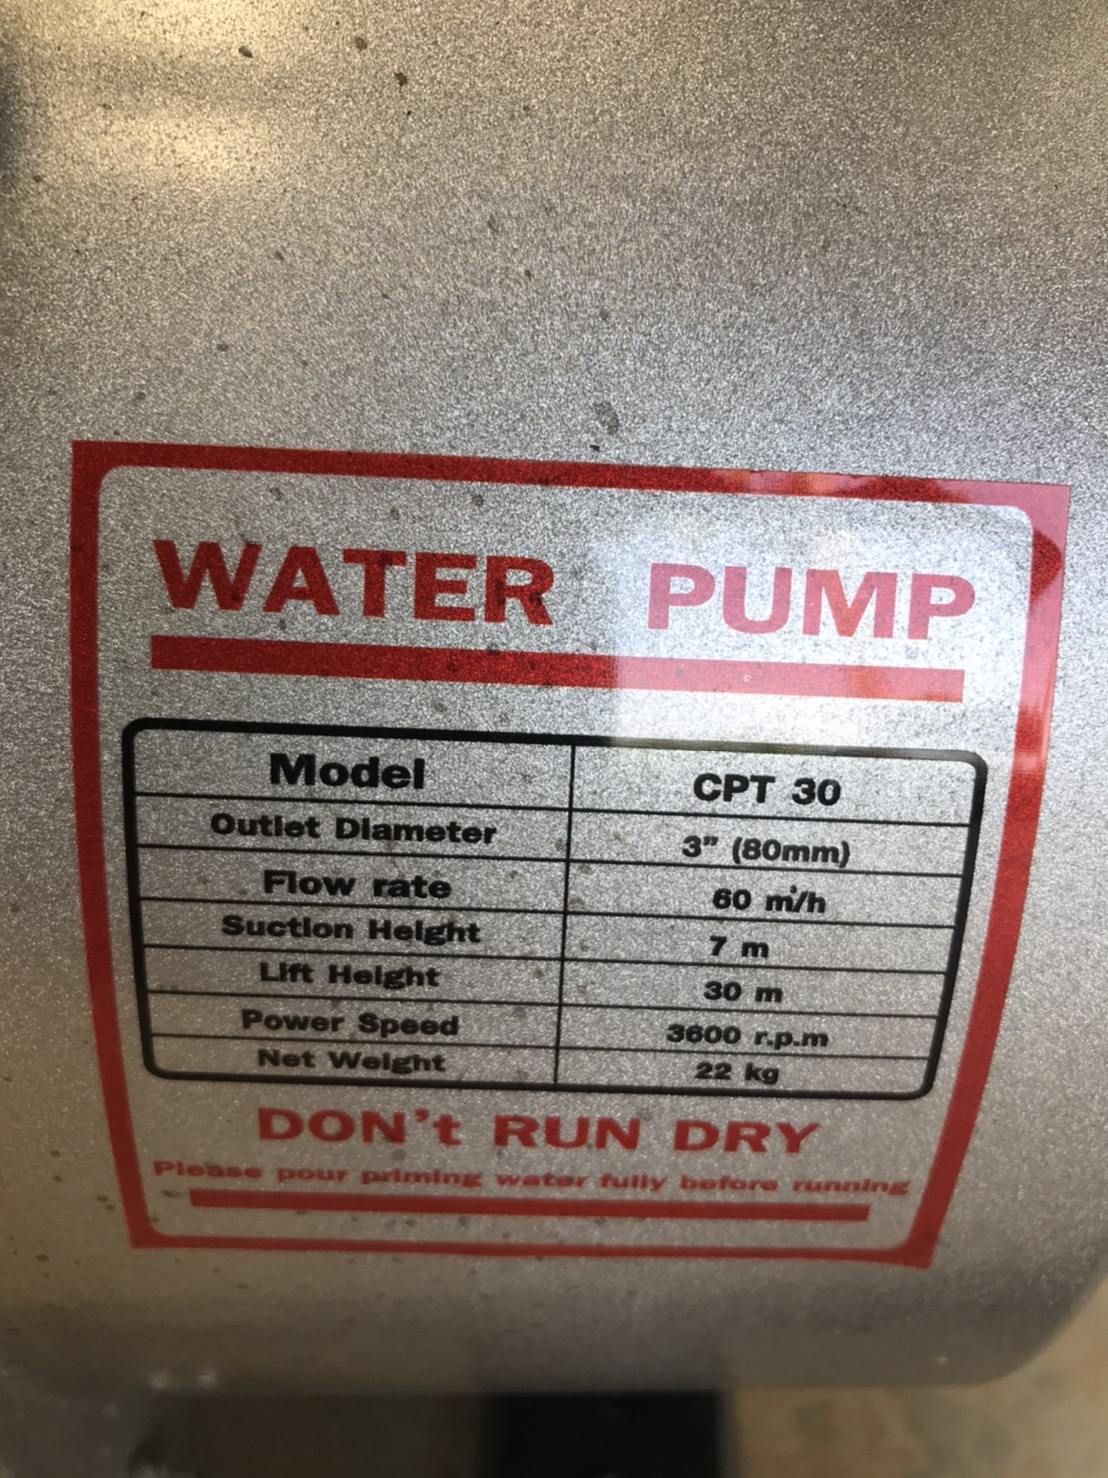 WATER PUMP
Model CPT 30
Outlet Diameter 3" (80mm)
Flow rate 60 m³/h
Suction Height 7 m
Lift Height 30 m
Power Speed 3600 r.p.m
Net Weight 22 kg
DON't RUN DRY
Please pour priming water fully before running